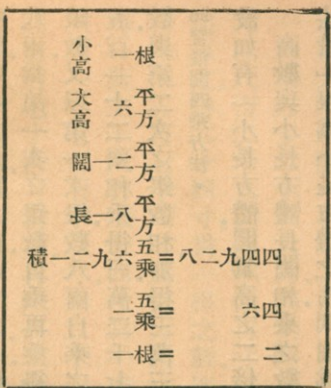 小高 一根
大高 六平方
闊 一二平方
長 一八平方
積 一二九六五乘=八二九四四
一五乘=六四
一根=二